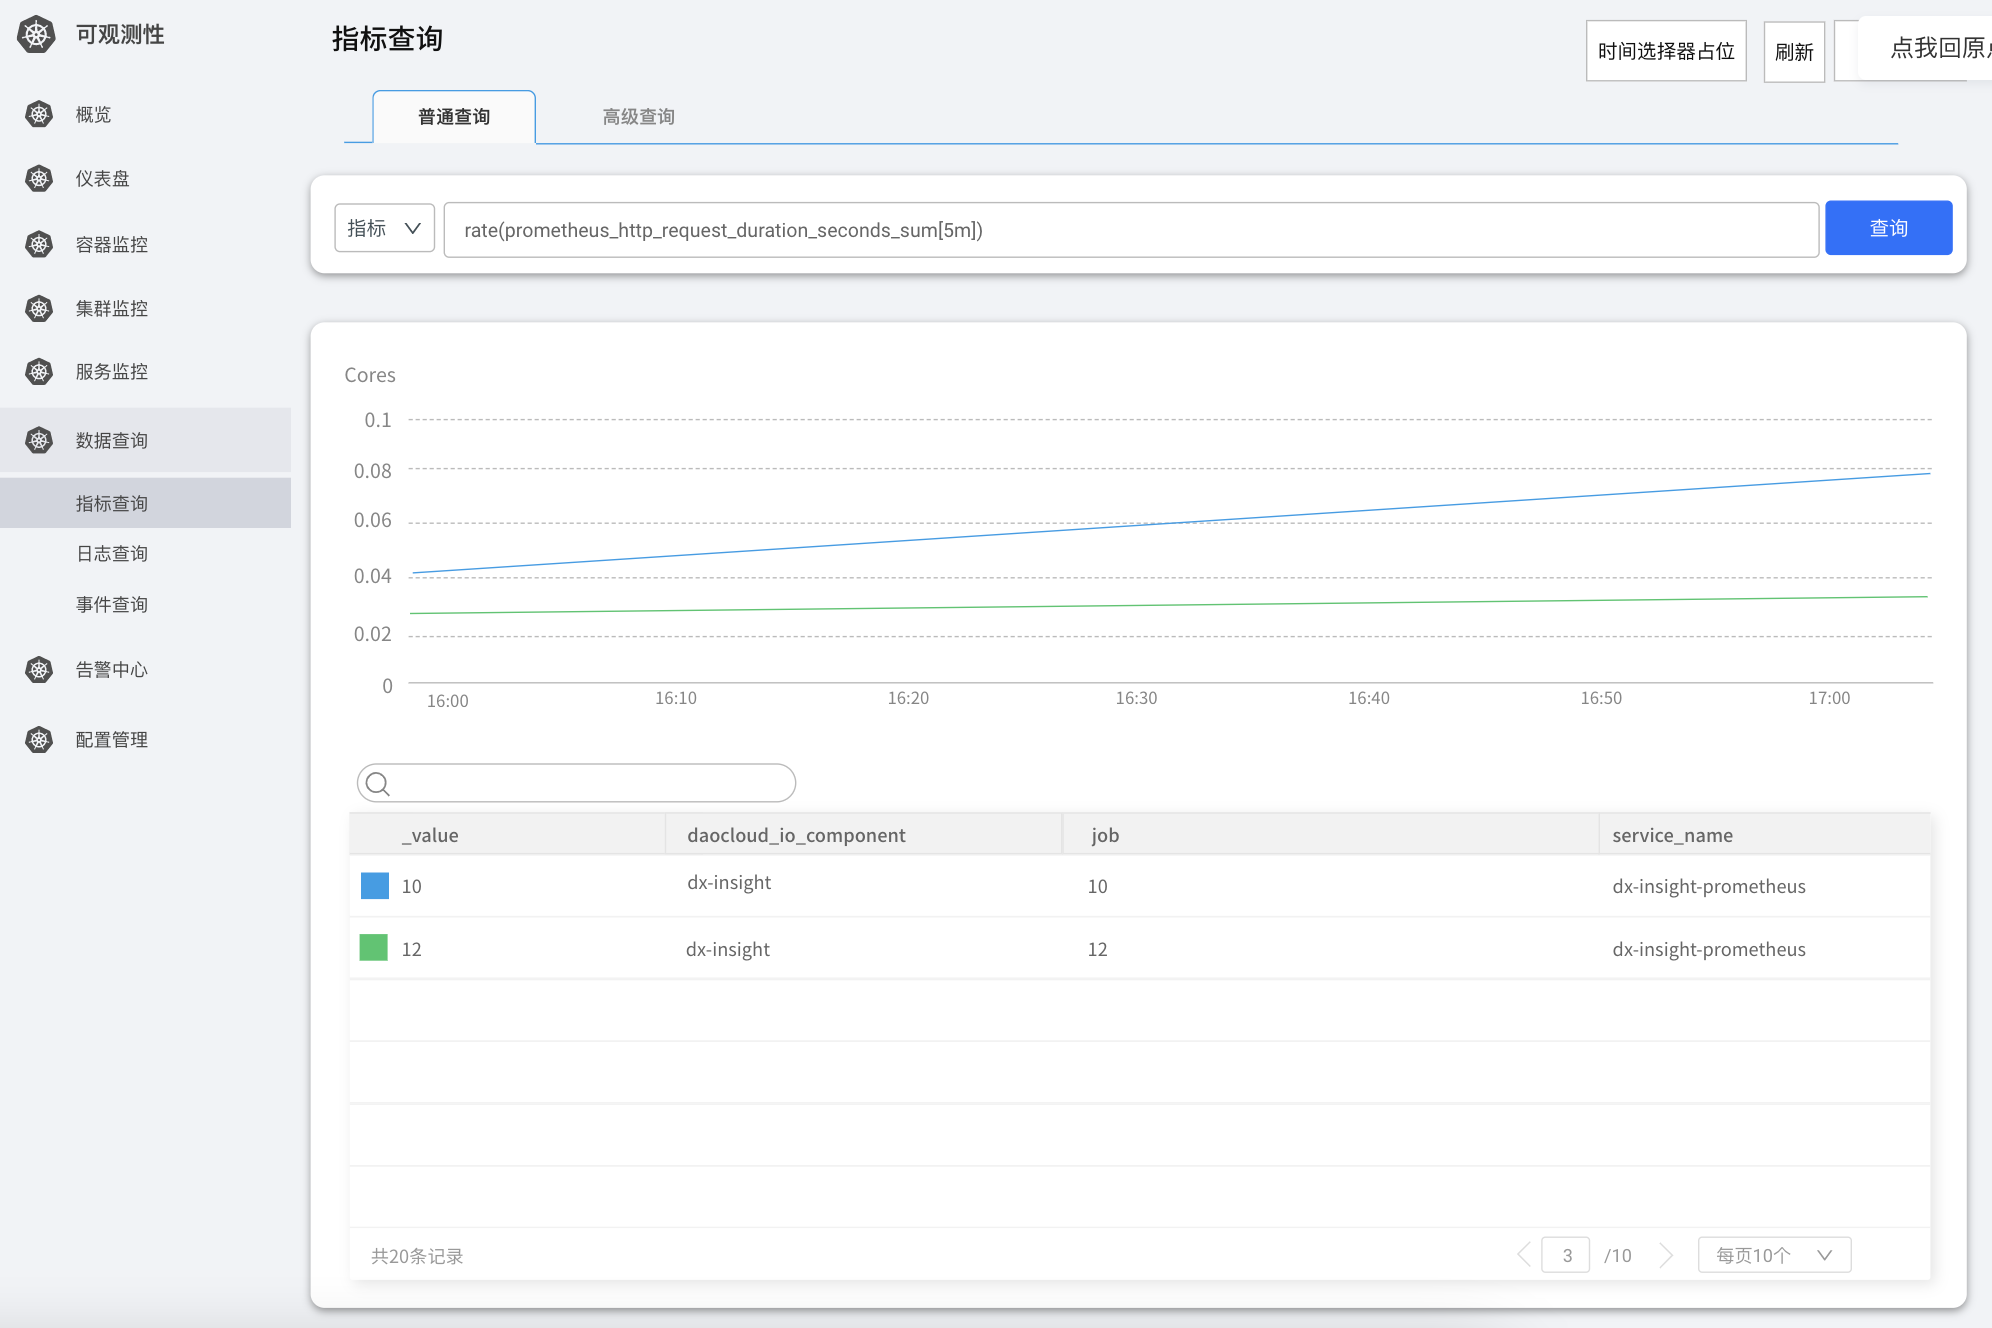 可观测性
概览
仪表盘
容器监控
集群监控
服务监控
数据查询
指标查询
日志查询
事件查询
告警中心
配置管理
指标查询
时间选择器占位
刷新
点我回原
普通查询
高级查询
指标
rate(prometheus_http_request_duration_seconds_sum[5m])
查询
Cores
0.1
0.08
0.06
0.04
0.02
0
16:00 16:10 16:20 16:30 16:40 16:50 17:00
_value daocloud_io_component job service_name
10 dx-insight 10 dx-insight-prometheus
12 dx-insight 12 dx-insight-prometheus
共20条记录
3 /10 每页10个